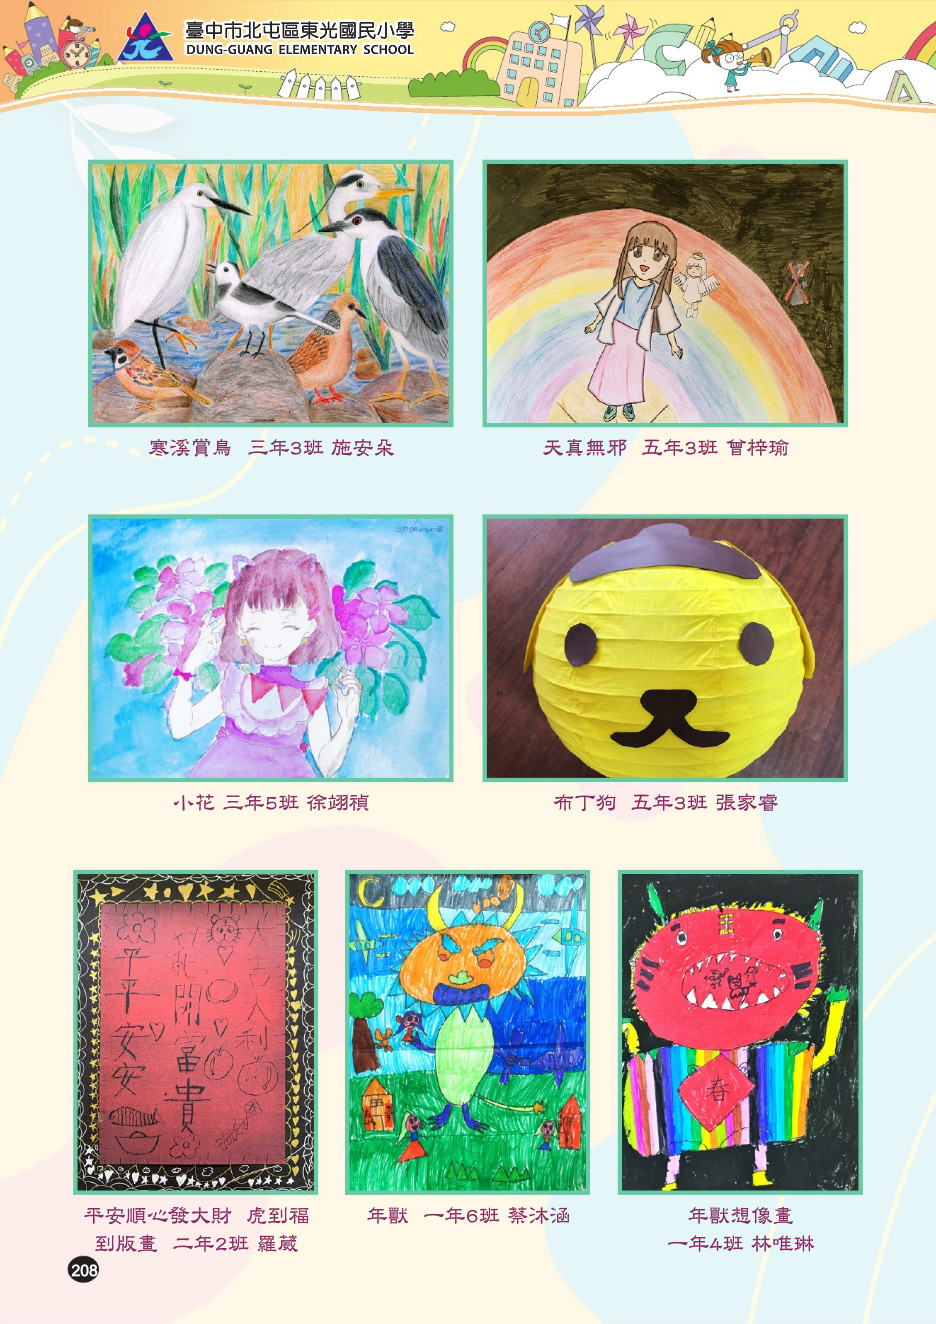 臺中市北屯區東光國民小學
DUNG-GUANG ELEMENTARY SCHOOL
寒溪賞鳥 三年3班 施安朵
天真無邪 五年3班 曾梓瑜
小花 三年5班 徐翊禎
布丁狗 五年3班 張家睿
平平安安
花開富貴
大吉大利
春
平安順心發大財 虎到福
到版畫 二年2班 羅葳
年獸 一年6班 蔡沐涵
年獸想像畫
一年4班 林唯琳
208